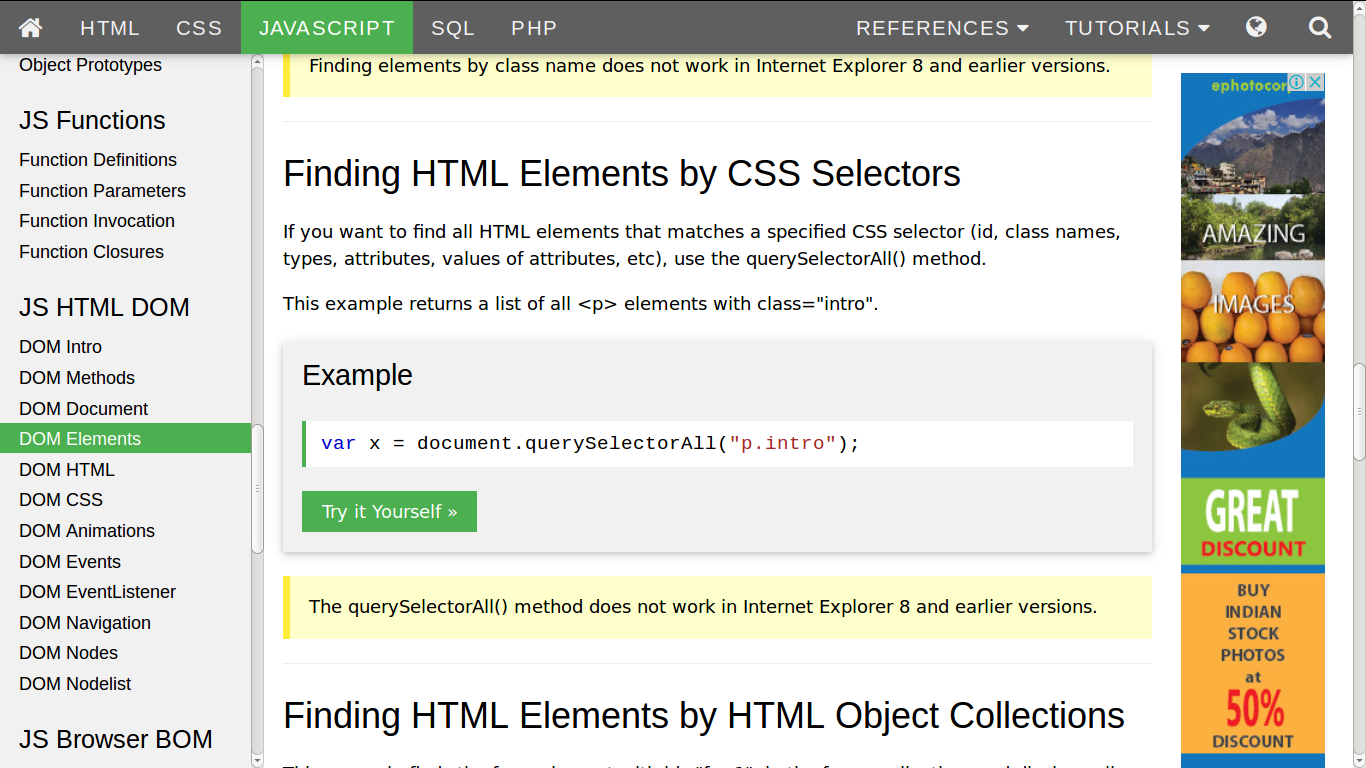 HTML CSS JAVASCRIPT SQL PHP REFERENCES TUTORIALS
Object Prototypes
JS Functions
Function Definitions
Function Parameters
Function Invocation
Function Closures
JS HTML DOM
DOM Intro
DOM Methods
DOM Document
DOM Elements
DOM HTML
DOM CSS
DOM Animations
DOM Events
DOM EventListener
DOM Navigation
DOM Nodes
DOM Nodelist
JS Browser BOM
Finding elements by class name does not work in Internet Explorer 8 and earlier versions.
Finding HTML Elements by CSS Selectors
If you want to find all HTML elements that matches a specified CSS selector (id, class names,
types, attributes, values of attributes, etc), use the querySelectorAll() method.
This example returns a list of all <p> elements with class="intro".
Example
var x = document.querySelectorAll("p.intro");
Try it Yourself »
The querySelectorAll() method does not work in Internet Explorer 8 and earlier versions.
Finding HTML Elements by HTML Object Collections
AMAZING
IMAGES
GREAT
DISCOUNT
BUY
INDIAN
STOCK
PHOTOS
at
50%
DISCOUNT